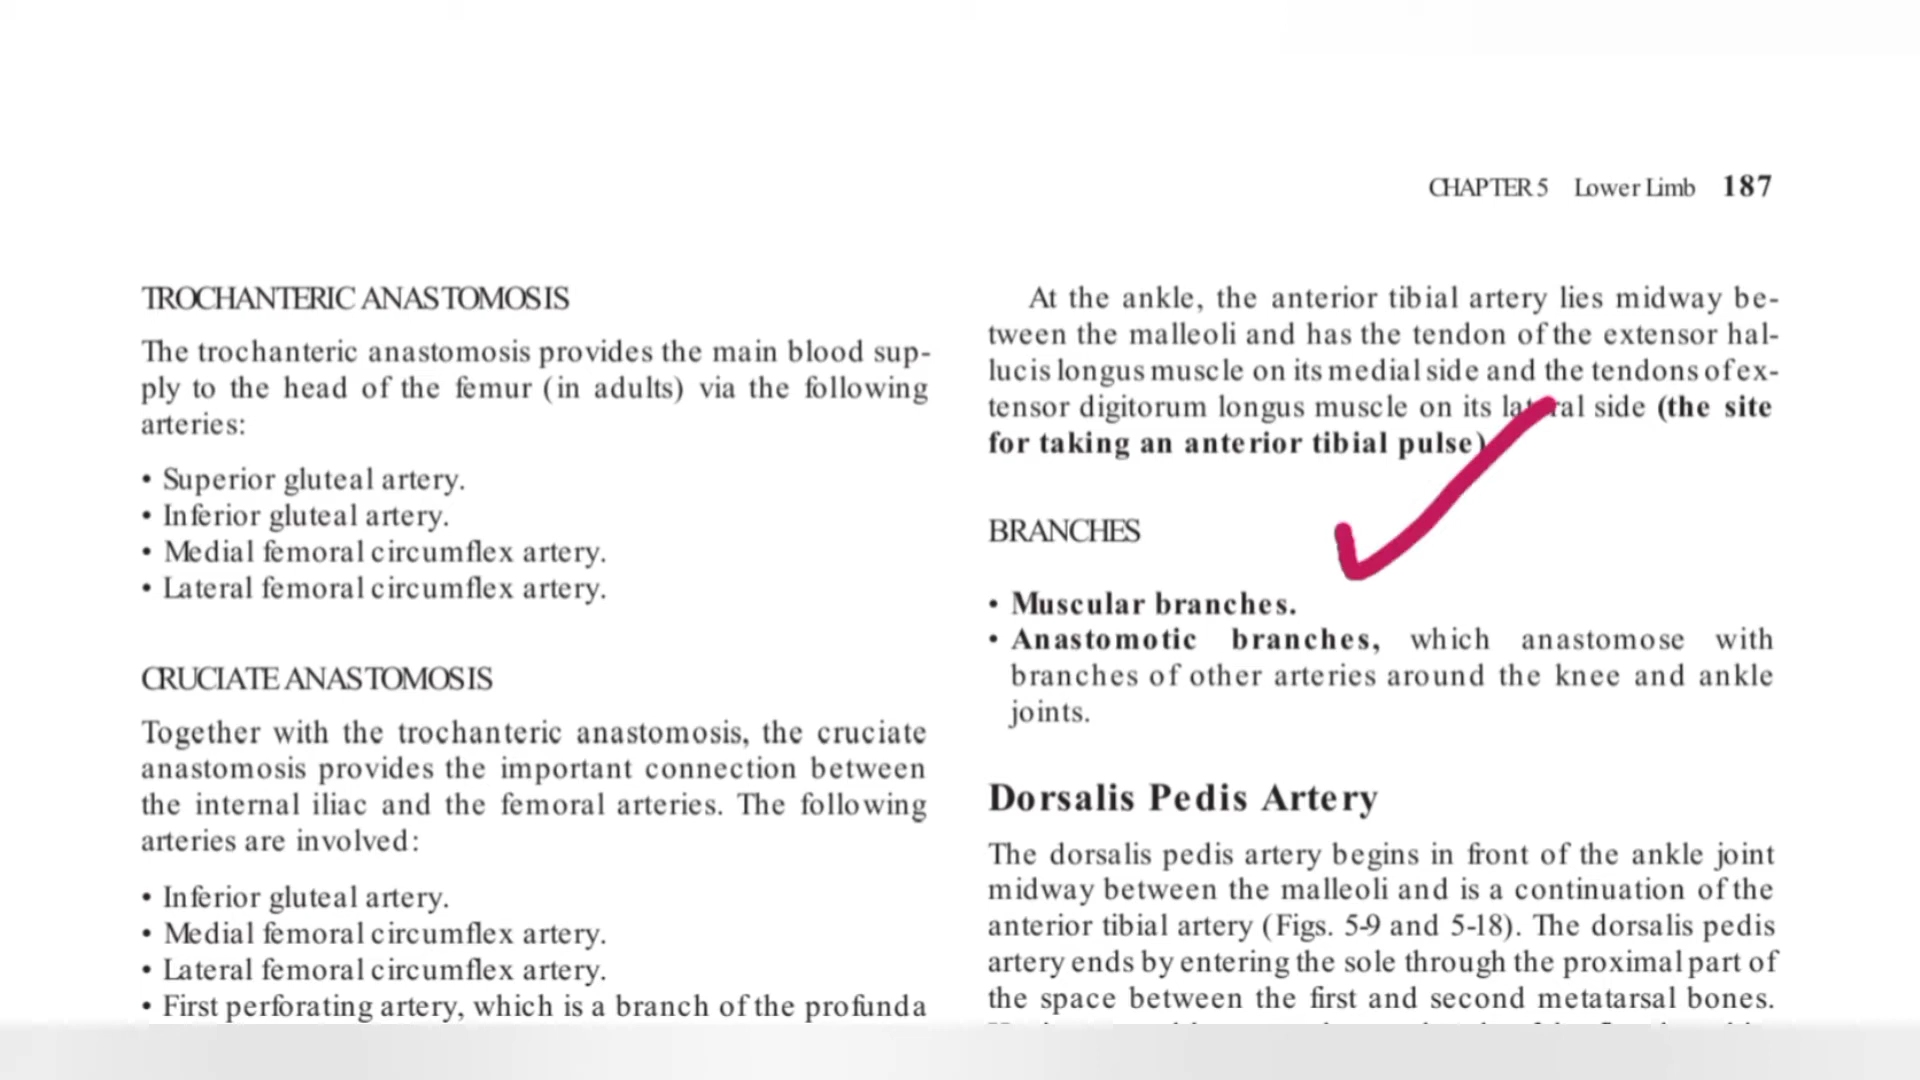 CHAPTER 5 Lower Limb 187
TROCHANTERIC ANASTOMOSIS
The trochanteric anastomosis provides the main blood sup-
ply to the head of the femur (in adults) via the following
arteries:
• Superior gluteal artery.
• Inferior gluteal artery.
• Medial femoral circumflex artery.
• Lateral femoral circumflex artery.
CRUCIATE ANASTOMOSIS
Together with the trochanteric anastomosis, the cruciate
anastomosis provides the important connection between
the internal iliac and the femoral arteries. The following
arteries are involved:
• Inferior gluteal artery.
• Medial femoral circumflex artery.
• Lateral femoral circumflex artery.
• First perforating artery, which is a branch of the profunda
At the ankle, the anterior tibial artery lies midway be-
tween the malleoli and has the tendon of the extensor hal-
lucis longus muscle on its medial side and the tendons of ex-
tensor digitorum longus muscle on its lateral side (the site
for taking an anterior tibial pulse)
BRANCHES
• Muscular branches.
• Anastomotic branches, which anastomose with
branches of other arteries around the knee and ankle
joints.
Dorsalis Pedis Artery
The dorsalis pedis artery begins in front of the ankle joint
midway between the malleoli and is a continuation of the
anterior tibial artery (Figs. 5-9 and 5-18). The dorsalis pedis
artery ends by entering the sole through the proximal part of
the space between the first and second metatarsal bones.